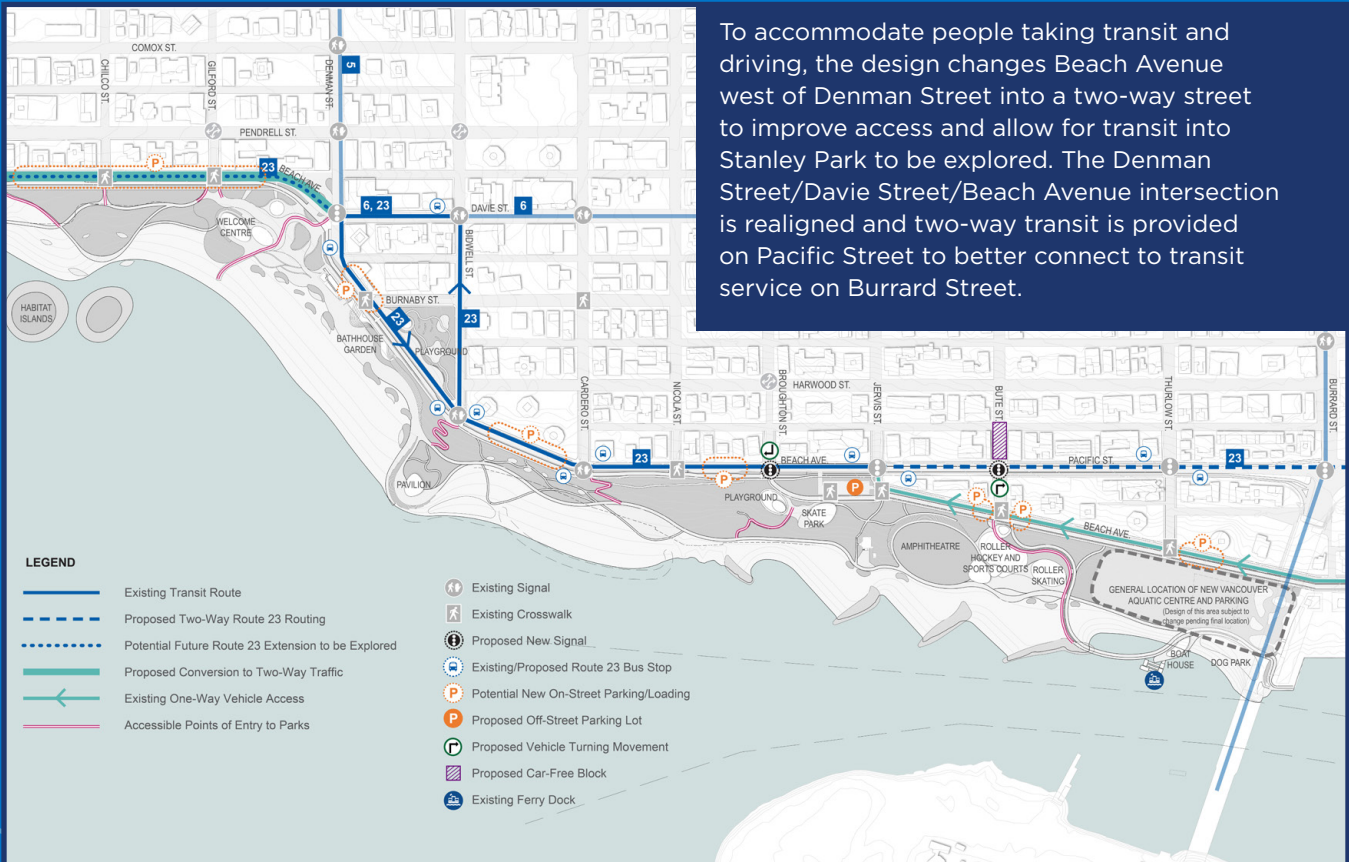 To accommodate people taking transit and
driving, the design changes Beach Avenue
west of Denman Street into a two-way street
to improve access and allow for transit into
Stanley Park to be explored. The Denman
Street/Davie Street/Beach Avenue intersection
is realigned and two-way transit is provided
on Pacific Street to better connect to transit
service on Burrard Street.
COMOX ST.
CHILCO ST.
GILFORD ST.
DENMAN ST.
5
PENDRELL ST.
P
23
BEACH AVE.
WELCOME
CENTRE
6, 23
DAVIE ST.
6
BIDWELL ST.
HABITAT
ISLANDS
P
BURNABY ST.
23
23
BATHHOUSE
GARDEN
PLAYGROUND
CARDERO ST.
NICOLA ST.
BROUGHTON ST.
HARWOOD ST.
JERVIS ST.
BUTE ST.
THURLOW ST.
BURRARD ST.
P
23
BEACH AVE.
PACIFIC ST.
23
P
P
PAVILION
PLAYGROUND
SKATE
PARK
P
P
BEACH AVE.
P
AMPHITHEATRE
ROLLER
HOCKEY AND
SPORTS COURTS
ROLLER
SKATING
GENERAL LOCATION OF NEW VANCOUVER
AQUATIC CENTRE AND PARKING
(Design of this area subject to
change pending final location)
BOAT
HOUSE
DOG PARK
LEGEND
Existing Transit Route
Proposed Two-Way Route 23 Routing
Potential Future Route 23 Extension to be Explored
Proposed Conversion to Two-Way Traffic
Existing One-Way Vehicle Access
Accessible Points of Entry to Parks
Existing Signal
Existing Crosswalk
Proposed New Signal
Existing/Proposed Route 23 Bus Stop
P Potential New On-Street Parking/Loading
P Proposed Off-Street Parking Lot
Proposed Vehicle Turning Movement
Proposed Car-Free Block
Existing Ferry Dock